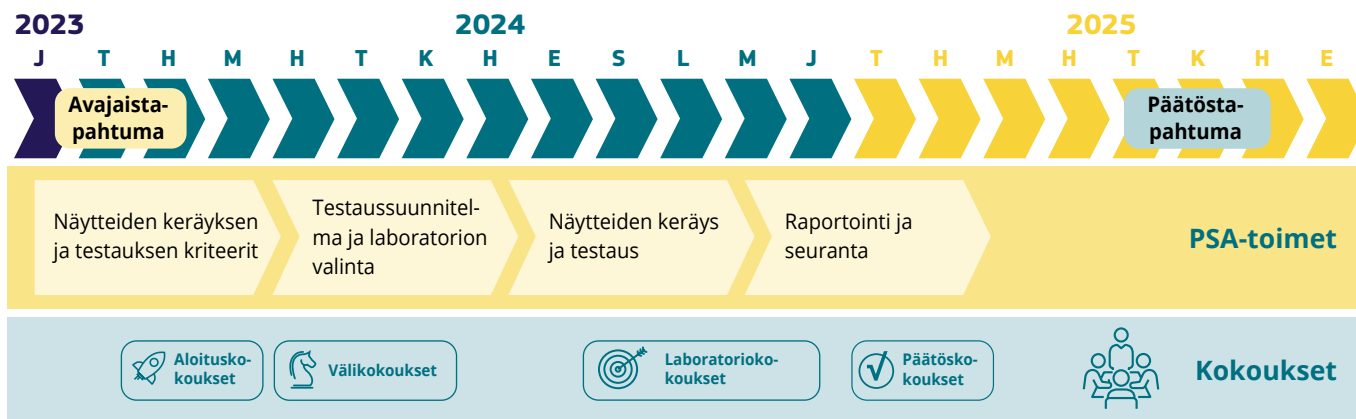 2023 2024 2025
J T H M H T K H E S L M J T H M H T K H E
Avajaista-
pahtuma
Päätösta-
pahtuma
Näytteiden keräyksen
ja testauksen kriteerit
Testaussuunnitel-
ma ja laboratorion
valinta
Näytteiden keräys
ja testaus
Raportointi ja
seuranta
PSA-toimet
Aloitusko-
koukset
Välikokoukset
Laboratorioko-
koukset
Päätösko-
koukset
Kokoukset